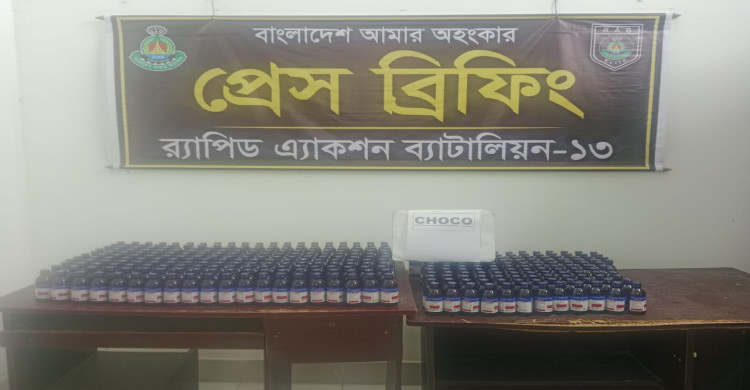 বাংলাদেশ আমার অহংকার
প্রেস ব্রিফিং
র‍্যাপিড এ্যাকশন ব্যাটালিয়ন-১৩
CHOCO